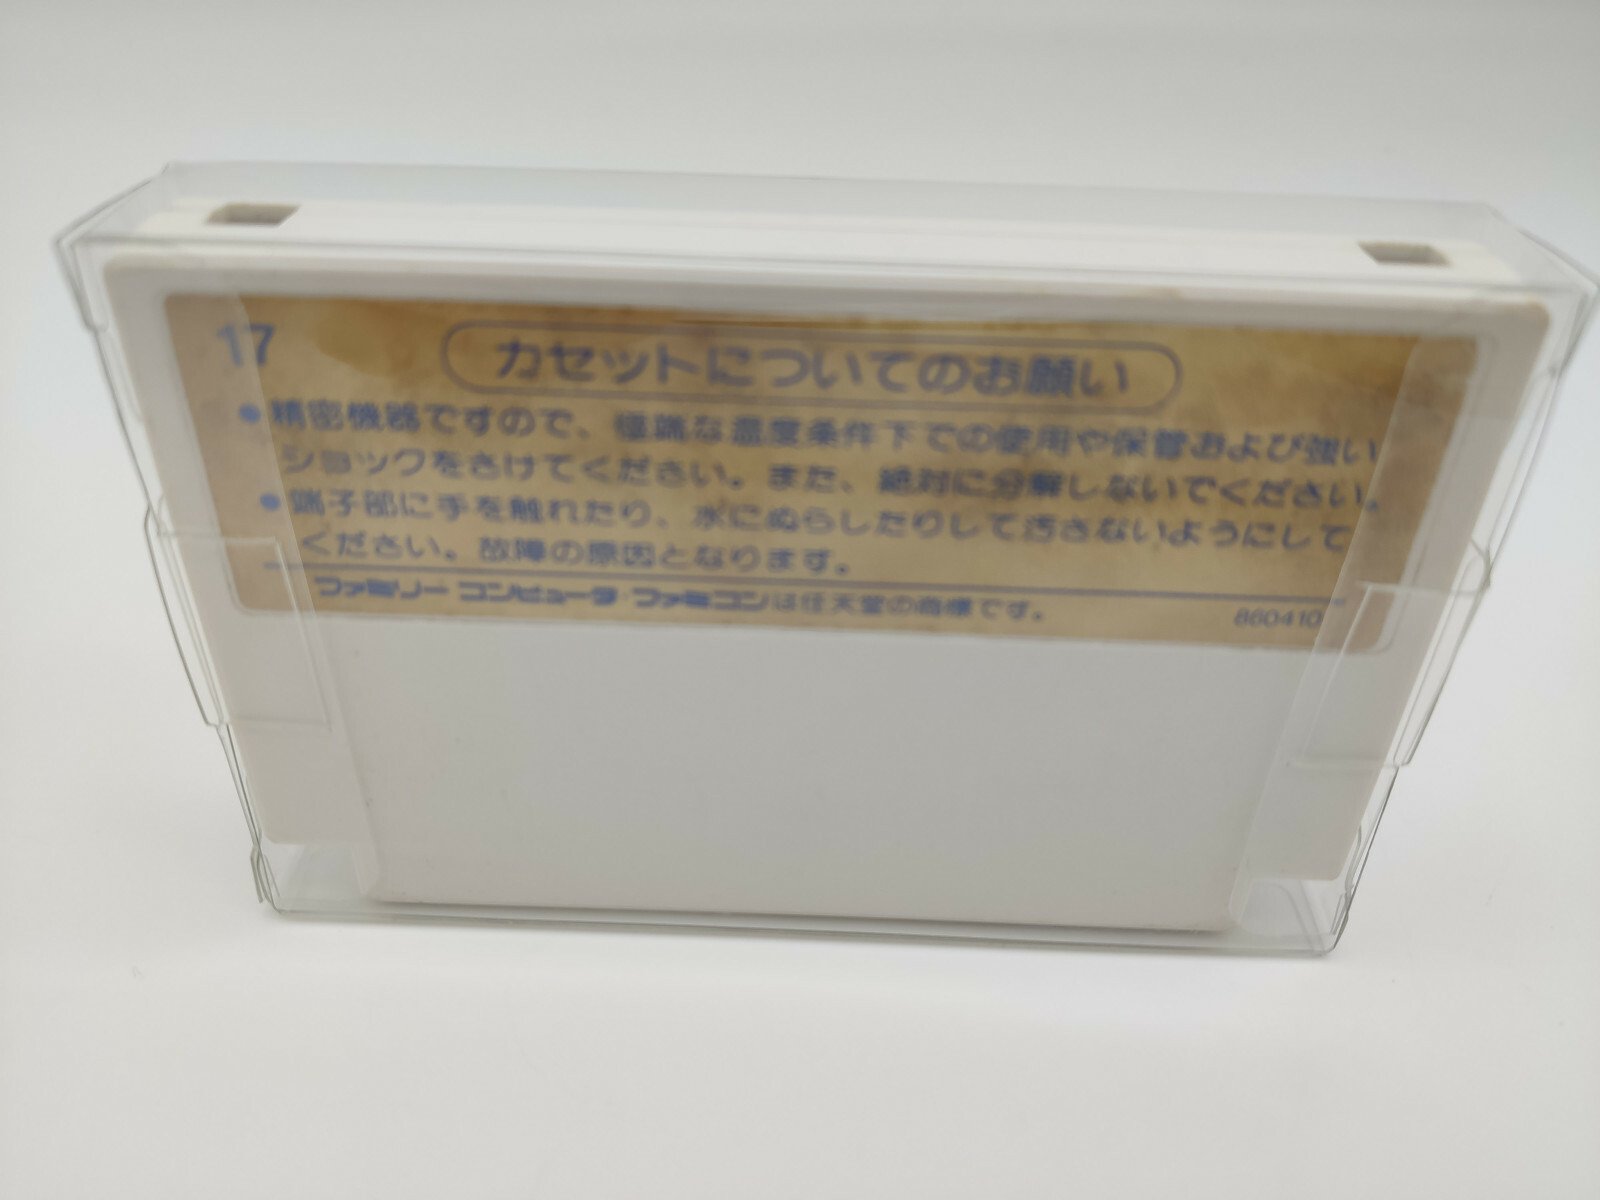 17
カセットについてのお願い
●精密機器ですので、極端な温度条件下での使用や保管および強い
ショックをさけてください。また、絶対に分解しないでください。
●端子部に手を触れたり、水にぬらしたりして汚さないようにして
ください。故障の原因となります。
ファミリー コンピュータ ファミコンは任天堂の商標です。
860410